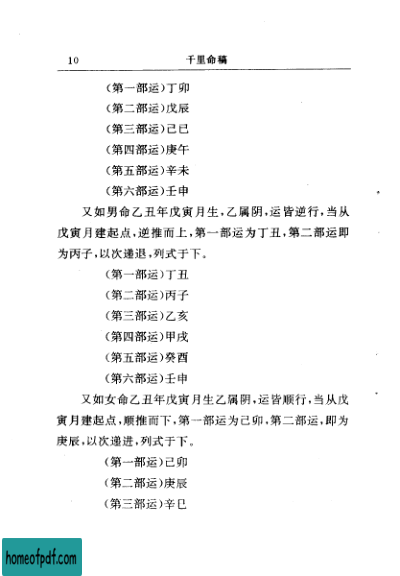 10 千里命稿
(第一部运)丁卯
(第二部运)戊辰
(第三部运)己巳
(第四部运)庚午
(第五部运)辛未
(第六部运)壬申
又如男命乙丑年戊寅月生,乙属阴,运皆逆行,当从
戊寅月建起点,逆推而上,第一部运为丁丑,第二部运即
为丙子,以次递退,列式于下。
(第一部运)丁丑
(第二部运)丙子
(第三部运)乙亥
(第四部运)甲戌
(第五部运)癸酉
(第六部运)壬申
又如女命乙丑年戊寅月生乙属阴,运皆顺行,当从戊
寅月建起点,顺推而下,第一部运为己卯,第二部运,即为
庚辰,以次递进,列式于下。
(第一部运)己卯
(第二部运)庚辰
(第三部运)辛巳
homeofpdf.com